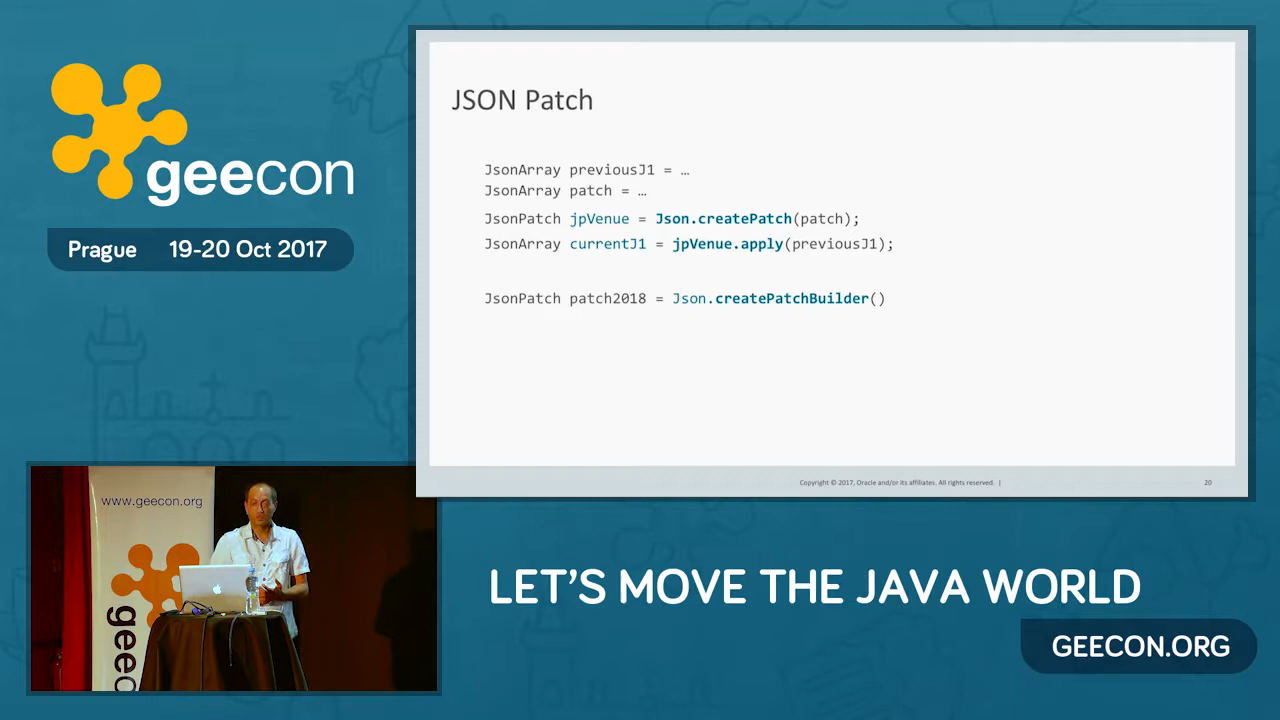 geecon
Prague 19-20 Oct 2017
JSON Patch
JsonArray previousJ1 = …
JsonArray patch = …
JsonPatch jpVenue = Json.createPatch(patch);
JsonArray currentJ1 = jpVenue.apply(previousJ1);
JsonPatch patch2018 = Json.createPatchBuilder()
Copyright © 2017, Oracle and/or its affiliates. All rights reserved. |
20
www.geecon.org
geeco
LET'S MOVE THE JAVA WORLD
GEECON.ORG